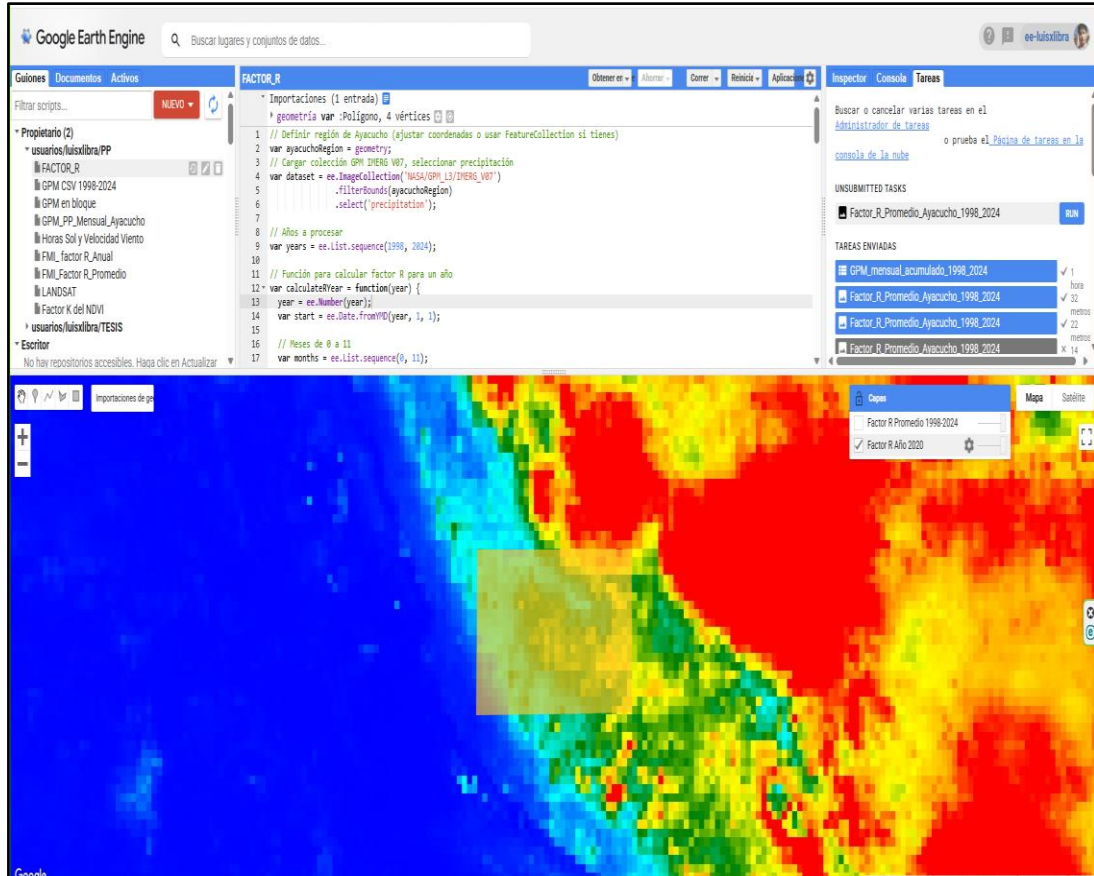 Google Earth Engine
Buscar lugares y conjuntos de datos...
ee-luisxlibra
Guiones Documentos Activos
Filtrar scripts...
NUEVO
Propietario (2)
usuarios/luisxlibra/PP
FACTOR_R
GPM CSV 1998-2024
GPM en bloque
GPM_PP_Mensual_Ayacucho
Horas Sol y Velocidad Viento
FMI_ factor R_Anual
FMI_Factor R_Promedio
LANDSAT
Factor K del NDVI
usuarios/luisxlibra/TESIS
Escritor
No hay repositorios accesibles. Haga clic en Actualizar
FACTOR_R
Obtener en
Ahorrar
Correr
Reinicie
Aplicacione
Importaciones (1 entrada)
geometría var :Polígono, 4 vértices
1 // Definir región de Ayacucho (ajustar coordenadas o usar FeatureCollection si tienes)
2 var ayacuchoRegion = geometry;
3 // Cargar colección GPM IMERG V07, seleccionar precipitación
4 var dataset = ee.ImageCollection('NASA/GPM_L3/IMERG_V07')
5 .filterBounds(ayacuchoRegion)
6 .select('precipitation');
7
8 // Años a procesar
9 var years = ee.List.sequence(1998, 2024);
10
11 // Función para calcular factor R para un año
12 var calculateRYear = function(year) {
13 year = ee.Number(year);
14 var start = ee.Date.fromYMD(year, 1, 1);
15
16 // Meses de 0 a 11
17 var months = ee.List.sequence(0, 11);
Inspector Consola Tareas
Buscar o cancelar varias tareas en el
Administrador de tareas
o prueba el Página de tareas en la
consola de la nube
UNSUBMITTED TASKS
Factor_R_Promedio_Ayacucho_1998_2024
RUN
TAREAS ENVIADAS
GPM_mensual_acumulado_1998_2024 ✓ 1
hora
Factor_R_Promedio_Ayacucho_1998_2024 ✓ 32
metros
Factor_R_Promedio_Ayacucho_1998_2024 ✓ 22
metros
Factor_R_Promedio_Ayacucho_1998_2024 x 14
Importaciones de ge
+
−
Capas
Factor R Promedio 1998-2024
Factor R Año 2020
Mapa
Satélite
Google